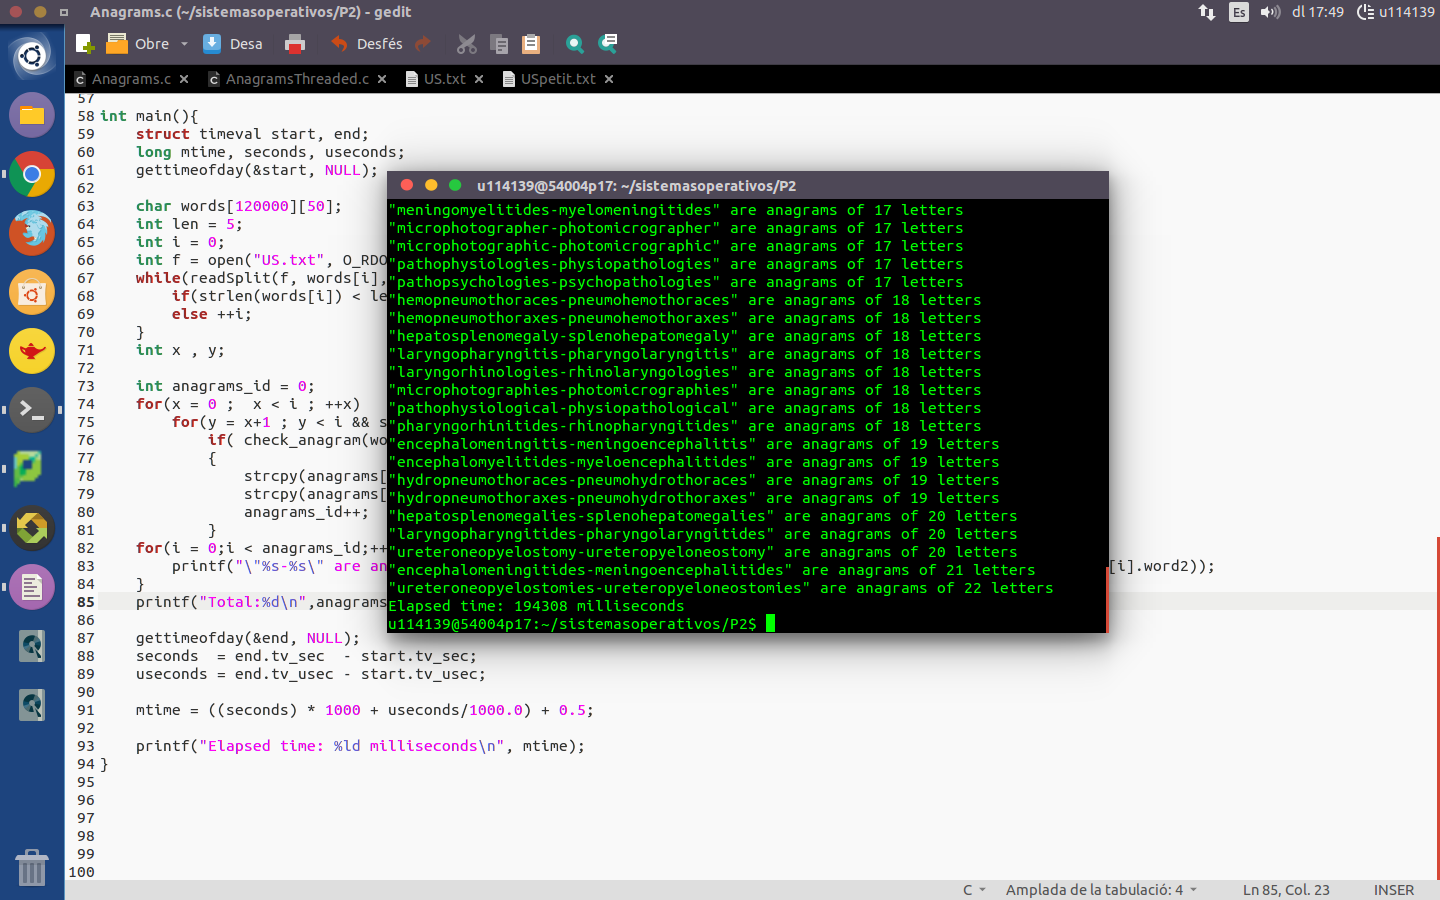 Anagrams.c (~/sistemasoperativos/P2) - gedit
Es
dl 17:49
u114139
Obre
Desa
Desfés
Anagrams.c
AnagramsThreaded.c
US.txt
USpetit.txt
57
58 int main(){
59 struct timeval start, end;
60 long mtime, seconds, useconds;
61 gettimeofday(&start, NULL);
62
63 char words[120000][50];
64 int len = 5;
65 int i = 0;
66 int f = open("US.txt", O_RDO
67 while(readSplit(f, words[i],
68 if(strlen(words[i]) < le
69 else ++i;
70 }
71 int x , y;
72
73 int anagrams_id = 0;
74 for(x = 0 ;  x < i ; ++x)
75 for(y = x+1 ; y < i && s
76 if( check_anagram(wo
77 {
78 strcpy(anagrams[
79 strcpy(anagrams[
80 anagrams_id++;
81 }
82 for(i = 0;i < anagrams_id;++
83 printf("\"%s-%s\" are an [i].word2));
84 }
85 printf("Total:%d\n",anagrams
86
87 gettimeofday(&end, NULL);
88 seconds  = end.tv_sec  - start.tv_sec;
89 useconds = end.tv_usec - start.tv_usec;
90
91 mtime = ((seconds) * 1000 + useconds/1000.0) + 0.5;
92
93 printf("Elapsed time: %ld milliseconds\n", mtime);
94 }
95
96
97
98
99
100
u114139@54004p17: ~/sistemasoperativos/P2
"meningomyelitides-myelomeningitides" are anagrams of 17 letters
"microphotographer-photomicrographer" are anagrams of 17 letters
"microphotographic-photomicrographic" are anagrams of 17 letters
"pathophysiologies-physiopathologies" are anagrams of 17 letters
"pathopsychologies-psychopathologies" are anagrams of 17 letters
"hemopneumothoraces-pneumohemothoraces" are anagrams of 18 letters
"hemopneumothoraxes-pneumohemothoraxes" are anagrams of 18 letters
"hepatosplenomegaly-splenohepatomegaly" are anagrams of 18 letters
"laryngopharyngitis-pharyngolaryngitis" are anagrams of 18 letters
"laryngorhinologies-rhinolaryngologies" are anagrams of 18 letters
"microphotographies-photomicrographies" are anagrams of 18 letters
"pathophysiological-physiopathological" are anagrams of 18 letters
"pharyngorhinitides-rhinopharyngitides" are anagrams of 18 letters
"encephalomeningitis-meningoencephalitis" are anagrams of 19 letters
"encephalomyelitides-myeloencephalitides" are anagrams of 19 letters
"hydropneumothoraces-pneumohydrothoraces" are anagrams of 19 letters
"hydropneumothoraxes-pneumohydrothoraxes" are anagrams of 19 letters
"hepatosplenomegalies-splenohepatomegalies" are anagrams of 20 letters
"laryngopharyngitides-pharyngolaryngitides" are anagrams of 20 letters
"ureteroneopyelostomy-ureteropyeloneostomy" are anagrams of 20 letters
"encephalomeningitides-meningoencephalitides" are anagrams of 21 letters
"ureteroneopyelostomies-ureteropyeloneostomies" are anagrams of 22 letters
Elapsed time: 194308 milliseconds
u114139@54004p17:~/sistemasoperativos/P2$
C
Amplada de la tabulació: 4
Ln 85, Col. 23
INSER